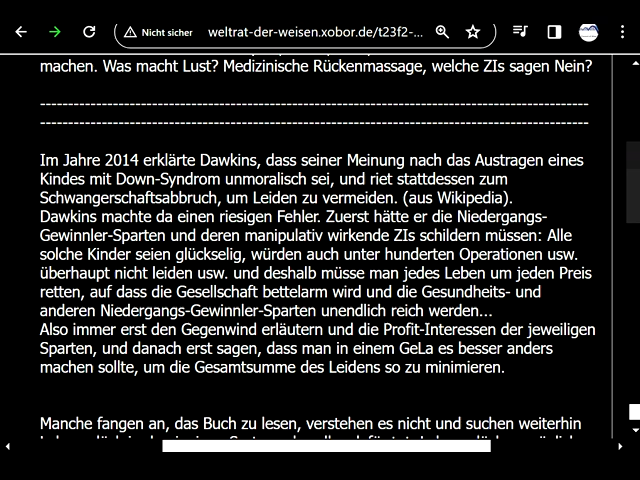 Nicht sicher
weltrat-der-weisen.xobor.de/t23f2-...
machen. Was macht Lust? Medizinische Rückenmassage, welche ZIs sagen Nein?
----------------------------------------------------------------------------------------------------
----------------------------------------------------------------------------------------------------
Im Jahre 2014 erklärte Dawkins, dass seiner Meinung nach das Austragen eines
Kindes mit Down-Syndrom unmoralisch sei, und riet stattdessen zum
Schwangerschaftsabbruch, um Leiden zu vermeiden. (aus Wikipedia).
Dawkins machte da einen riesigen Fehler. Zuerst hätte er die Niedergangs-
Gewinnler-Sparten und deren manipulativ wirkende ZIs schildern müssen: Alle
solche Kinder seien glückselig, würden auch unter hunderten Operationen usw.
überhaupt nicht leiden usw. und deshalb müsse man jedes Leben um jeden Preis
retten, auf dass die Gesellschaft bettelarm wird und die Gesundheits- und
anderen Niedergangs-Gewinnler-Sparten unendlich reich werden...
Also immer erst den Gegenwind erläutern und die Profit-Interessen der jeweiligen
Sparten, und danach erst sagen, dass man in einem GeLa es besser anders
machen sollte, um die Gesamtsumme des Leidens so zu minimieren.
Manche fangen an, das Buch zu lesen, verstehen es nicht und suchen weiterhin